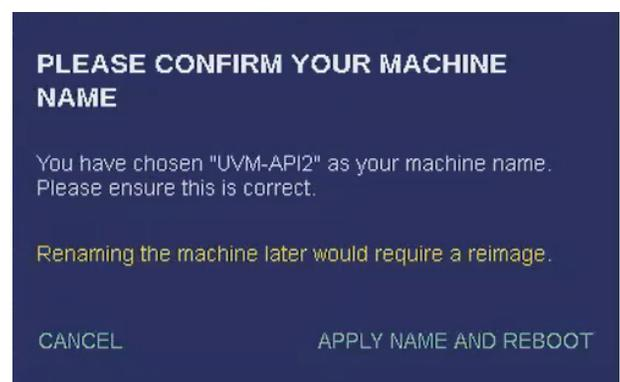 PLEASE CONFIRM YOUR MACHINE
NAME
You have chosen "UVM-API2" as your machine name.
Please ensure this is correct.
Renaming the machine later would require a reimage.
CANCEL
APPLY NAME AND REBOOT